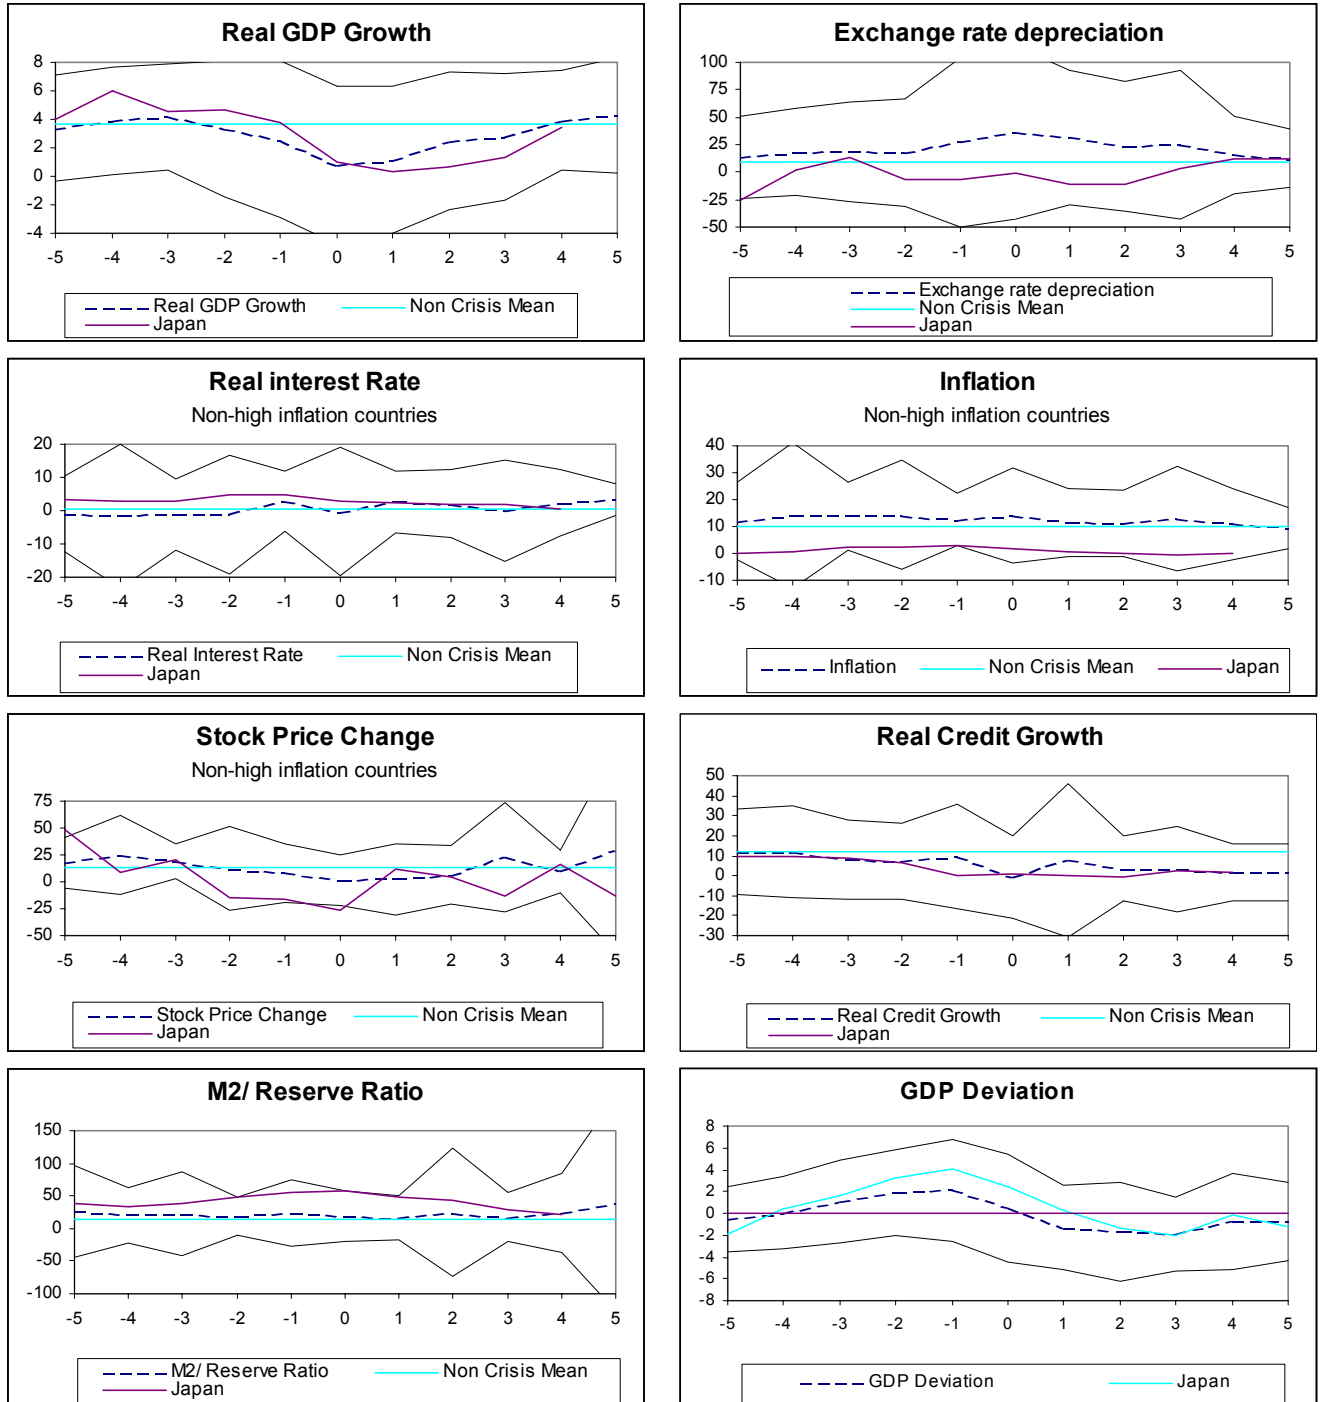 Real GDP Growth
8
6
4
2
0
-2
-4
-5 -4 -3 -2 -1 0 1 2 3 4 5
Real GDP Growth Non Crisis Mean
Japan
Exchange rate depreciation
100
75
50
25
0
-25
-50
-5 -4 -3 -2 -1 0 1 2 3 4 5
Exchange rate depreciation
Non Crisis Mean
Japan
Real interest Rate
Non-high inflation countries
20
10
0
-10
-20
-5 -4 -3 -2 -1 0 1 2 3 4 5
Real Interest Rate Non Crisis Mean
Japan
Inflation
Non-high inflation countries
40
30
20
10
0
-10
-5 -4 -3 -2 -1 0 1 2 3 4 5
Inflation Non Crisis Mean Japan
Stock Price Change
Non-high inflation countries
75
50
25
0
-25
-50
-5 -4 -3 -2 -1 0 1 2 3 4 5
Stock Price Change Non Crisis Mean
Japan
Real Credit Growth
50
40
30
20
10
0
-10
-20
-30
-5 -4 -3 -2 -1 0 1 2 3 4 5
Real Credit Growth Non Crisis Mean
Japan
M2/ Reserve Ratio
150
100
50
0
-50
-100
-5 -4 -3 -2 -1 0 1 2 3 4 5
M2/ Reserve Ratio Non Crisis Mean
Japan
GDP Deviation
8
6
4
2
0
-2
-4
-6
-8
-5 -4 -3 -2 -1 0 1 2 3 4 5
GDP Deviation Japan